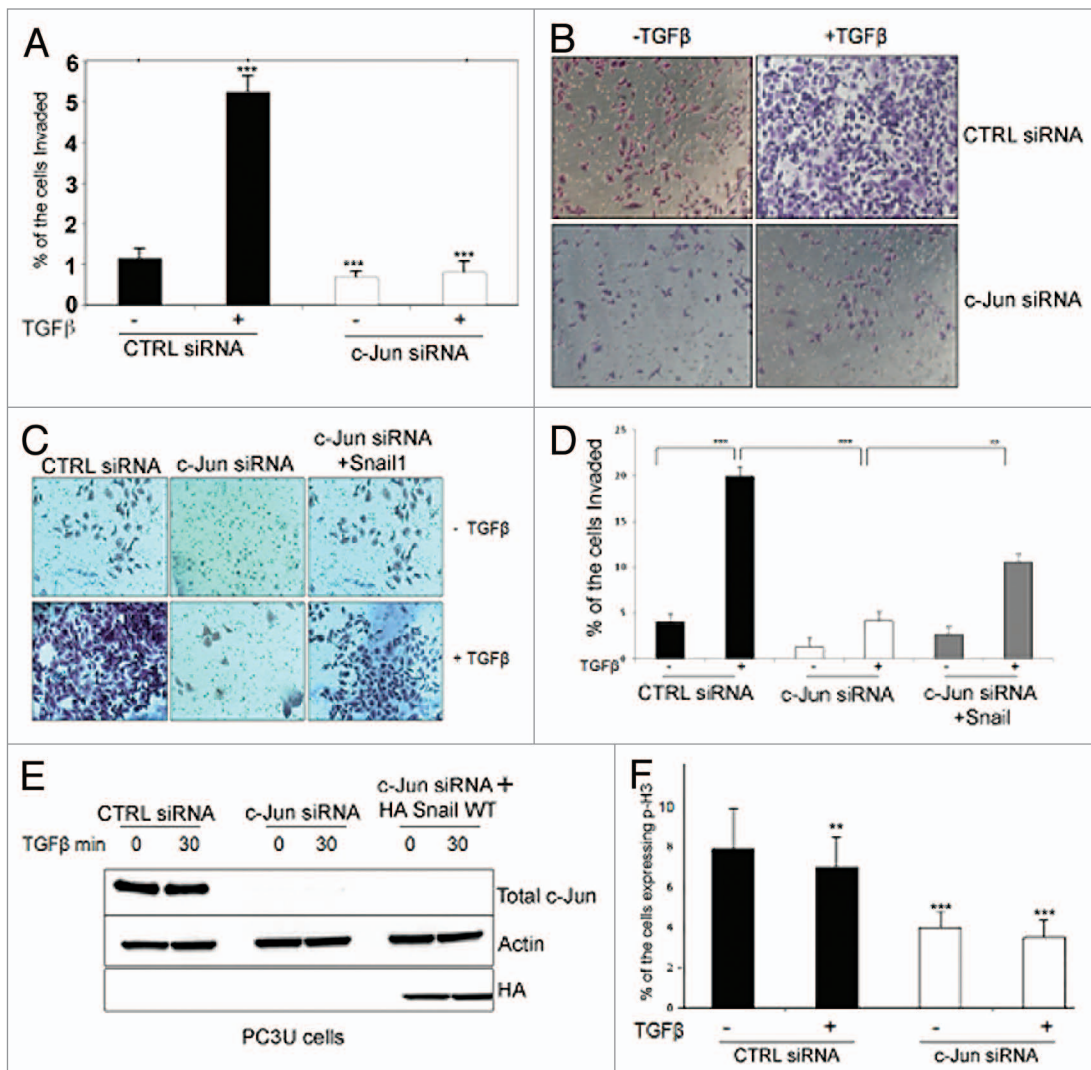 A
% of the cells Invaded
6
5
4
3
2
1
0
***
***
***
TGFβ - + - +
CTRL siRNA c-Jun siRNA
B
-TGFβ +TGFβ
CTRL siRNA
c-Jun siRNA
C
CTRL siRNA c-Jun siRNA c-Jun siRNA
+Snail1
- TGFβ
+ TGFβ
D
% of the cells Invaded
25
20
15
10
5
0
*** ***
TGFβ - + - + - +
CTRL siRNA c-Jun siRNA c-Jun siRNA
+Snail
E
CTRL siRNA c-Jun siRNA c-Jun siRNA +
HA Snail WT
TGFβ min 0 30 0 30 0 30
Total c-Jun
Actin
HA
PC3U cells
F
% of the cells expressing p-H3
10
8
6
4
2
0
**
***
***
TGFβ - + - +
CTRL siRNA c-Jun siRNA